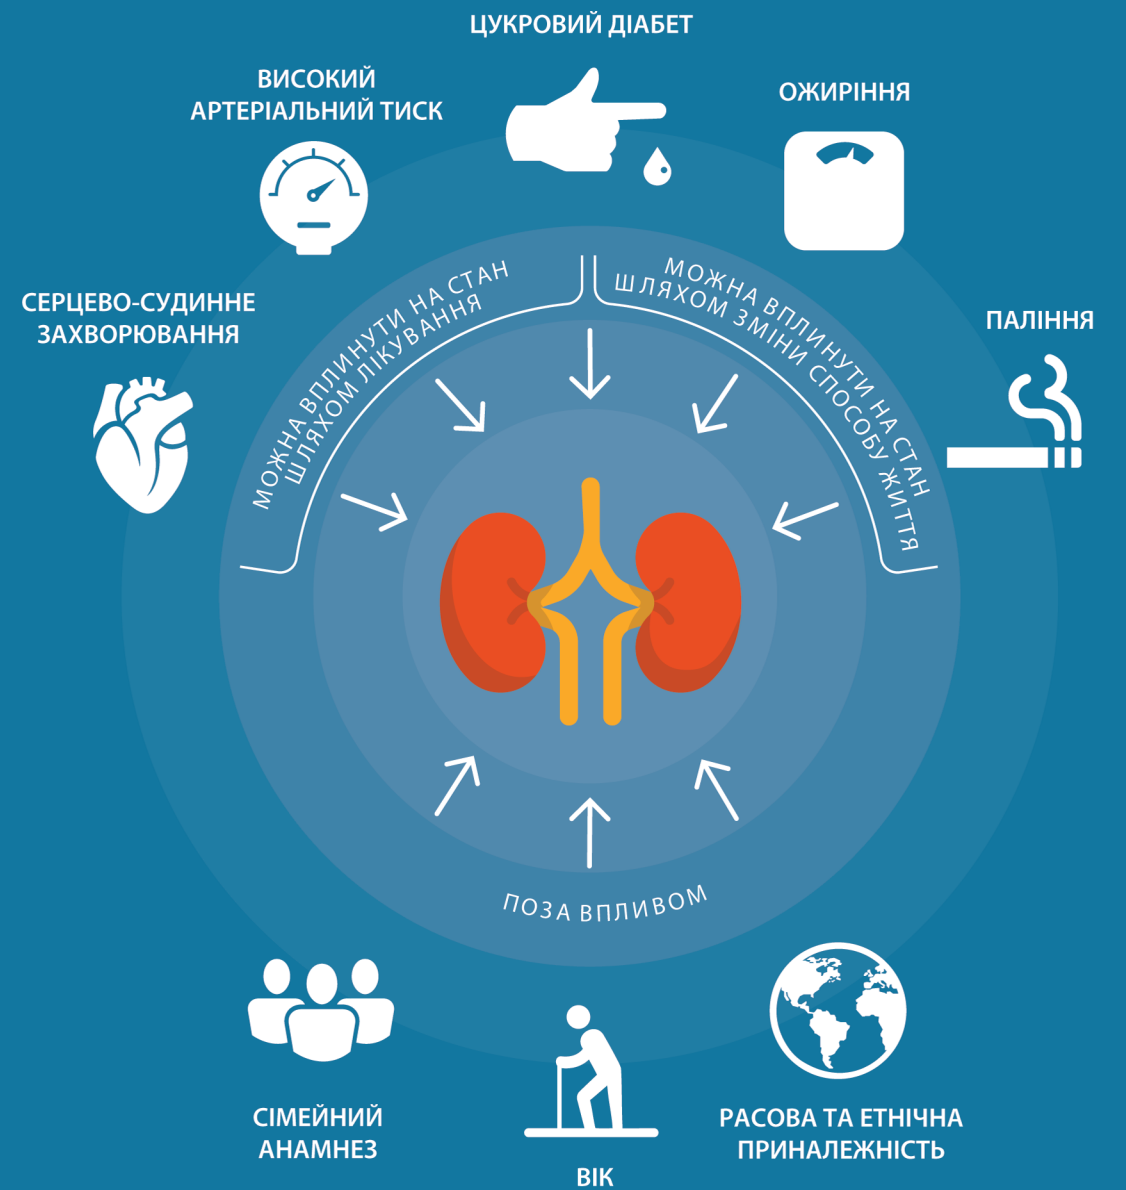 ЦУКРОВИЙ ДІАБЕТ
ВИСОКИЙ
АРТЕРІАЛЬНИЙ ТИСК
ОЖИРІННЯ
СЕРЦЕВО-СУДИННЕ
ЗАХВОРЮВАННЯ
ПАЛІННЯ
МОЖНА ВПЛИНУТИ НА СТАН
ШЛЯХОМ ЛІКУВАННЯ
МОЖНА ВПЛИНУТИ НА СТАН
ШЛЯХОМ ЗМІНИ СПОСОБУ ЖИТТЯ
ПОЗА ВПЛИВОМ
СІМЕЙНИЙ
АНАМНЕЗ
ВІК
РАСОВА ТА ЕТНІЧНА
ПРИНАЛЕЖНІСТЬ